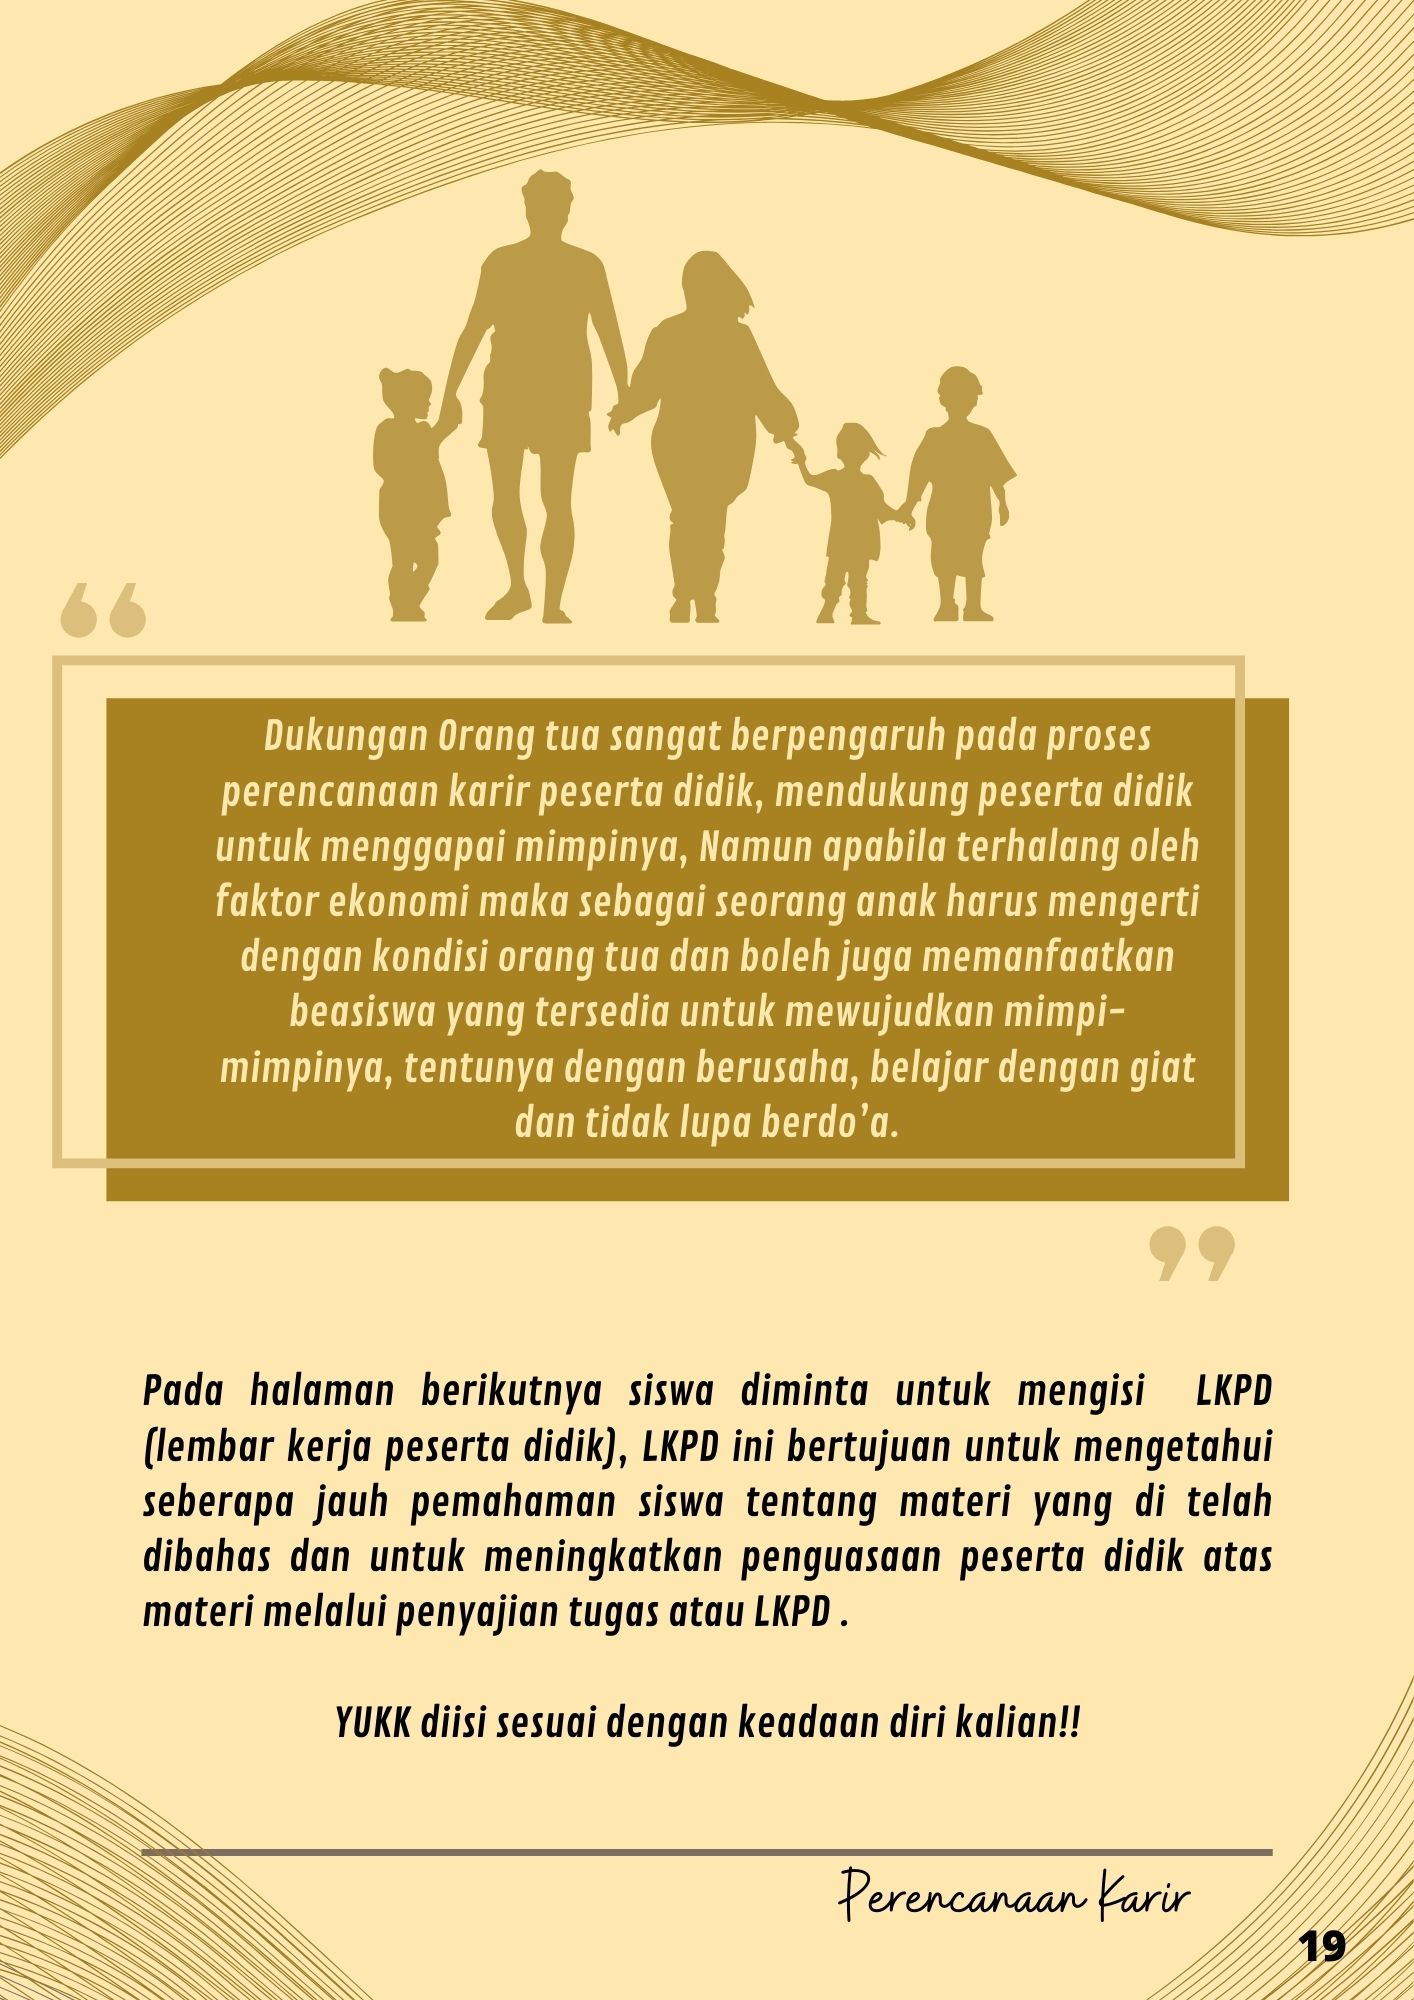 Dukungan Orang tua sangat berpengaruh pada proses
perencanaan karir peserta didik, mendukung peserta didik
untuk menggapai mimpinya, Namun apabila terhalang oleh
faktor ekonomi maka sebagai seorang anak harus mengerti
dengan kondisi orang tua dan boleh juga memanfaatkan
beasiswa yang tersedia untuk mewujudkan mimpi-
mimpinya, tentunya dengan berusaha, belajar dengan giat
dan tidak lupa berdo’a.
Pada halaman berikutnya siswa diminta untuk mengisi LKPD
(lembar kerja peserta didik), LKPD ini bertujuan untuk mengetahui
seberapa jauh pemahaman siswa tentang materi yang di telah
dibahas dan untuk meningkatkan penguasaan peserta didik atas
materi melalui penyajian tugas atau LKPD .
YUKK diisi sesuai dengan keadaan diri kalian!!
Perencanaan Karir
19